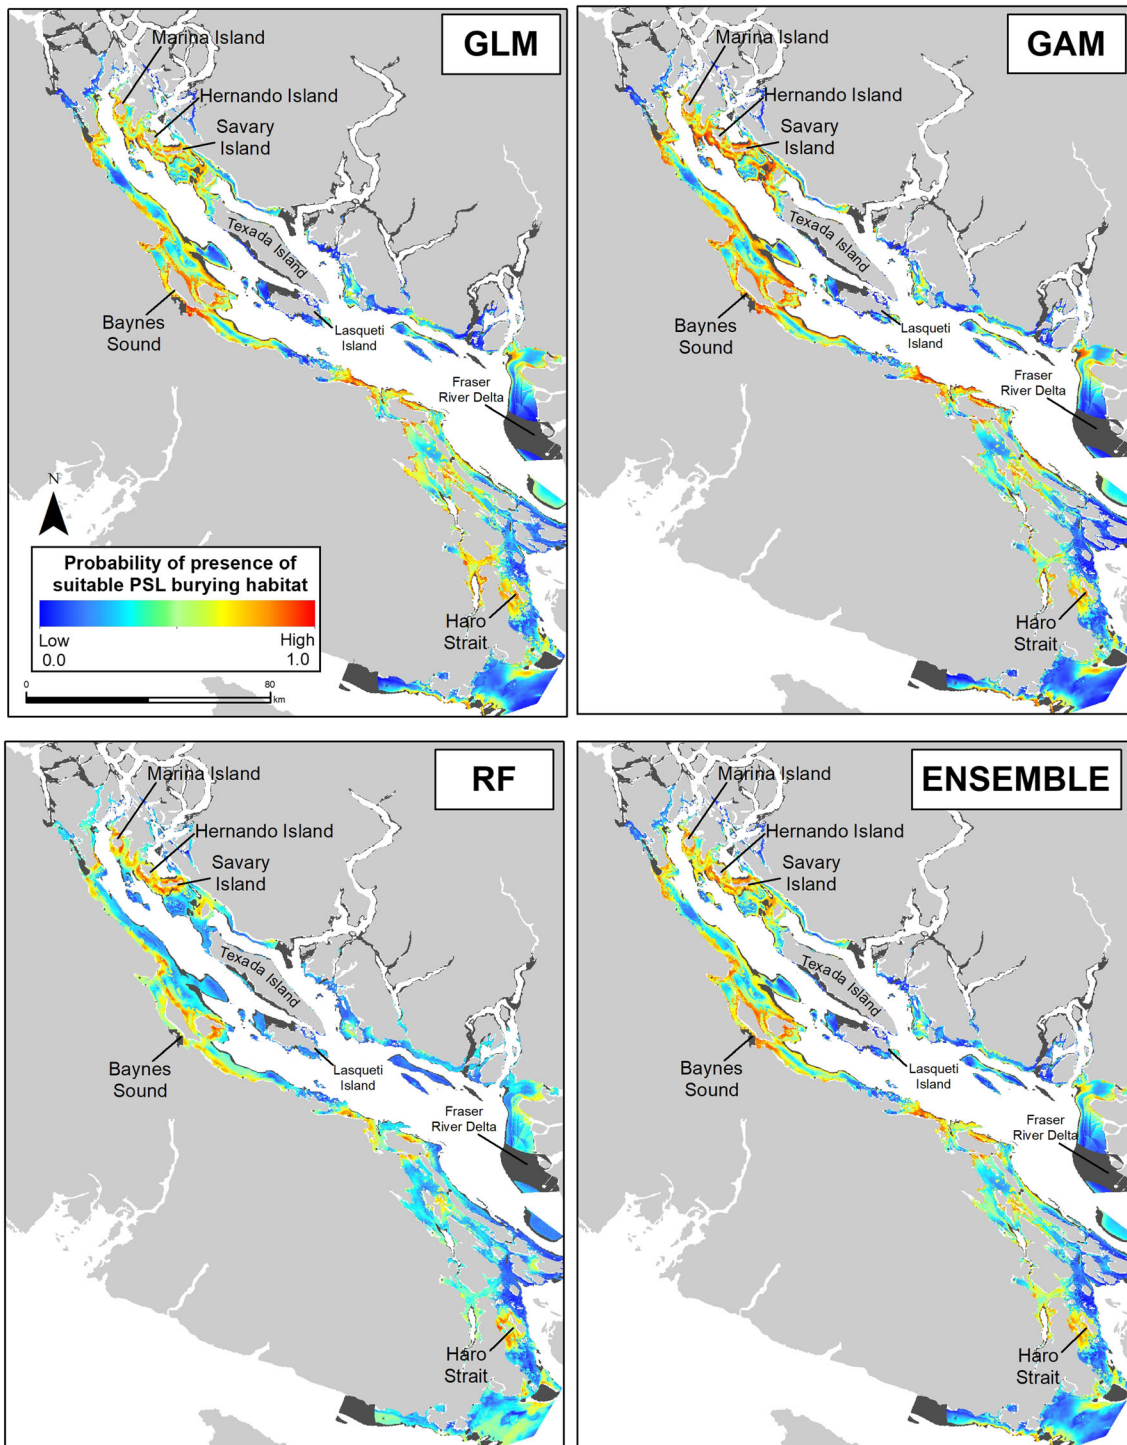 GLM
Marina Island
Hernando Island
Savary
Island
Texada Island
Baynes
Sound
Lasqueti
Island
Fraser
River Delta
N
Probability of presence of
suitable PSL burying habitat
Low
High
0.0
1.0
0
80
km
Haro
Strait
GAM
Marina Island
Hernando Island
Savary
Island
Texada Island
Baynes
Sound
Lasqueti
Island
Fraser
River Delta
Haro
Strait
RF
Marina Island
Hernando Island
Savary
Island
Texada Island
Baynes
Sound
Lasqueti
Island
Fraser
River Delta
Haro
Strait
ENSEMBLE
Marina Island
Hernando Island
Savary
Island
Texada Island
Baynes
Sound
Lasqueti
Island
Fraser
River Delta
Haro
Strait